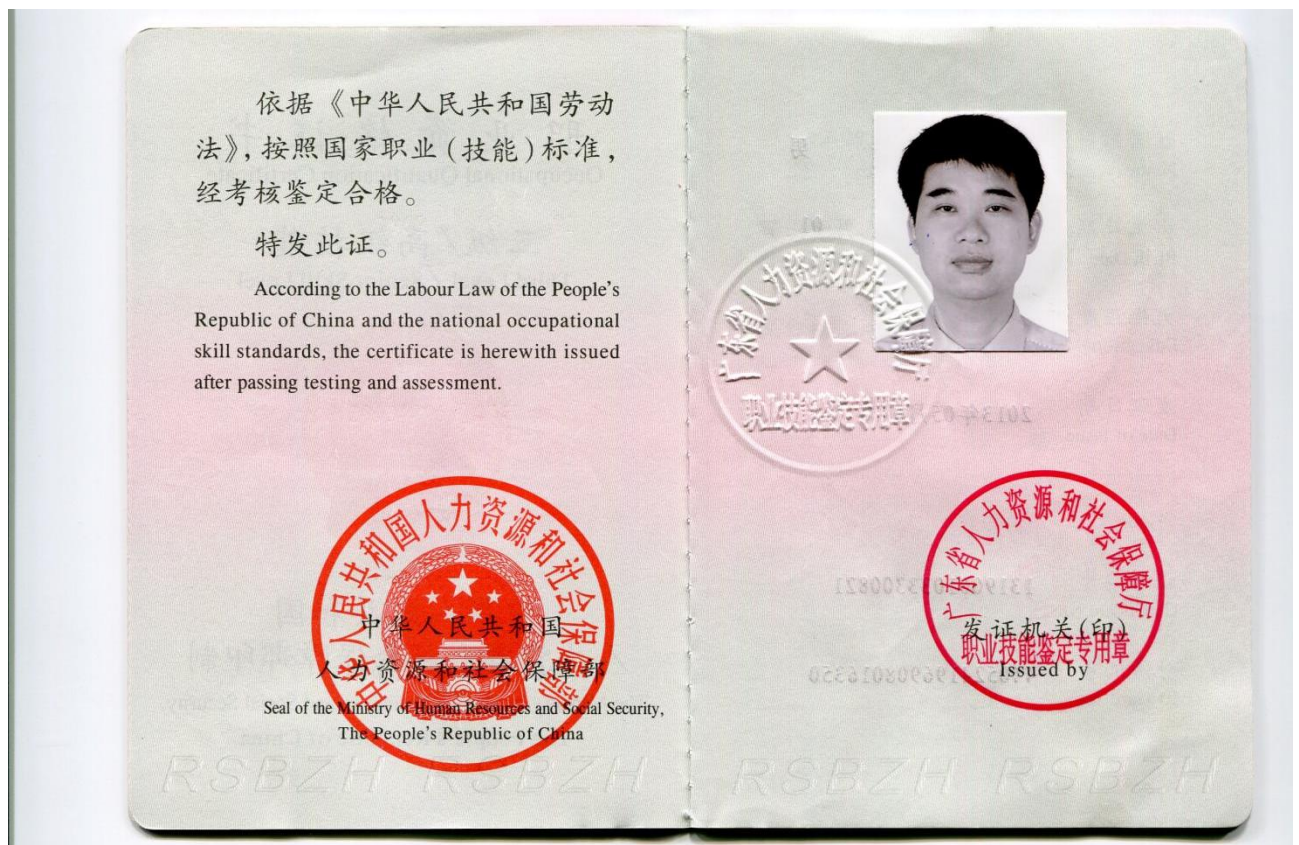 依据《中华人民共和国劳动
法》,按照国家职业(技能)标准,
经考核鉴定合格。
特发此证。
According to the Labour Law of the People's
Republic of China and the national occupational
skill standards, the certificate is herewith issued
after passing testing and assessment.
中华人民共和国人力资源和社会保障部
中华人民共和国
人力资源和社会保障部
Seal of the Ministry of Human Resources and Social Security,
The People's Republic of China
RSBZH RSBZH
广东省人力资源和社会保障厅
职业技能鉴定专用章
广东省人力资源和社会保障厅
发证机关(印)
职业技能鉴定专用章
Issued by
RSBZH RSBZH